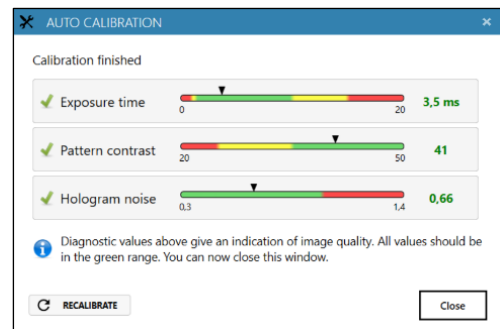 AUTO CALIBRATION
Calibration finished
Exposure time
0
20
3,5 ms
Pattern contrast
20
50
41
Hologram noise
0,3
1,4
0,66
Diagnostic values above give an indication of image quality. All values should be
in the green range. You can now close this window.
RECALIBRATE
Close